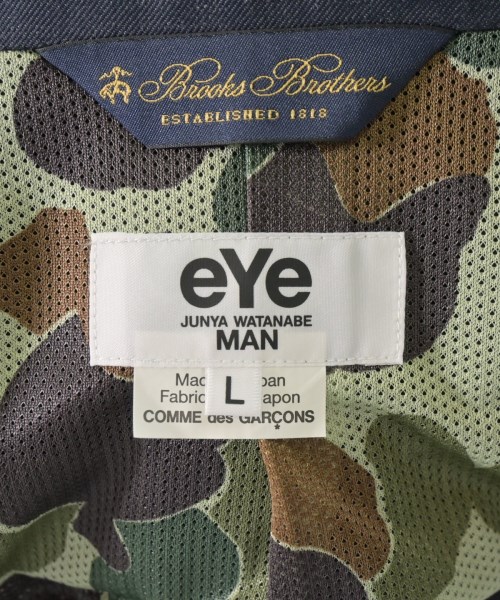 Brooks Brothers
ESTABLISHED 1818
eYe
JUNYA WATANABE
MAN
L
COMME des GARÇONS